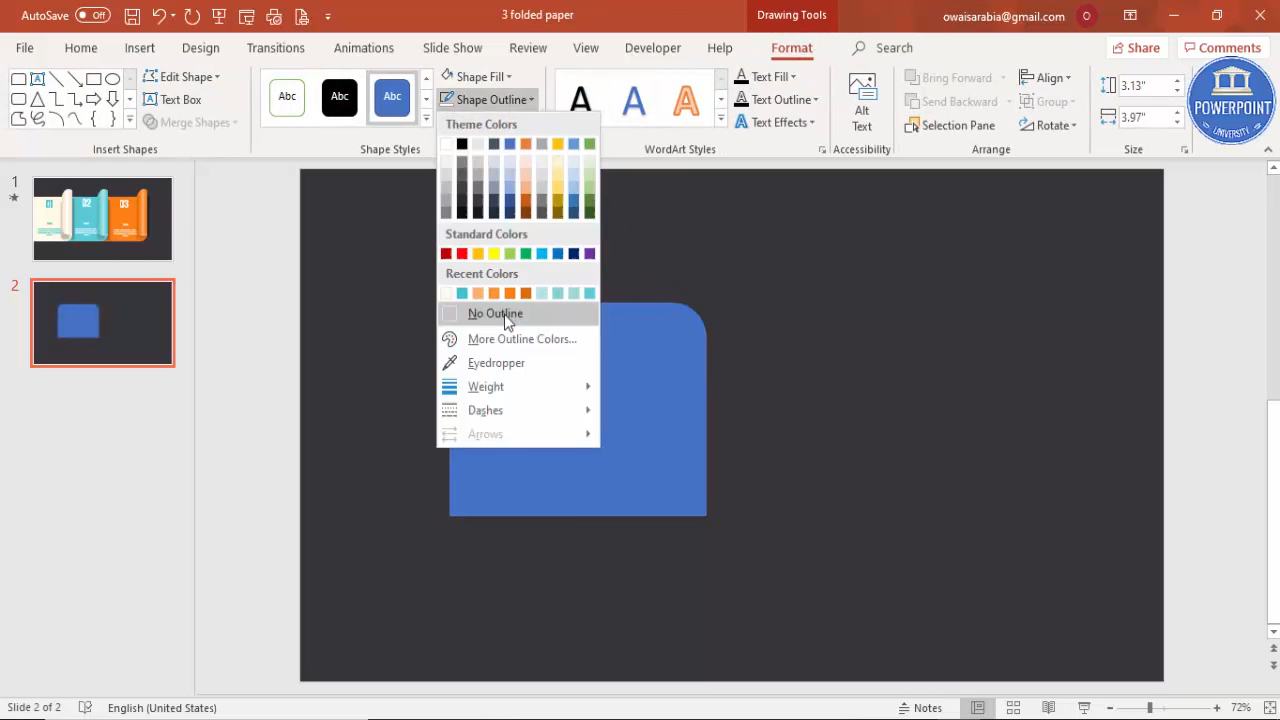 AutoSave Off
3 folded paper
Drawing Tools
owaisarabia@gmail.com
File Home Insert Design Transitions Animations Slide Show Review View Developer Help Format Search Share Comments
Edit Shape
Text Box
Merge Shapes
Insert Shapes
Abc Abc Abc
Shape Fill
Shape Outline
Shape Styles
A A A
Text Fill
Text Outline
Text Effects
WordArt Styles
Alt
Text
Accessibility
Bring Forward
Send Backward
Selection Pane
Align
Group
Rotate
Arrange
3.13"
3.97"
Size
POWERPOINT
UNIVERSITY
Theme Colors
Standard Colors
Recent Colors
No Outline
More Outline Colors...
Eyedropper
Weight
Dashes
Arrows
1
01 02 03
2
Slide 2 of 2
English (United States)
Notes
72%